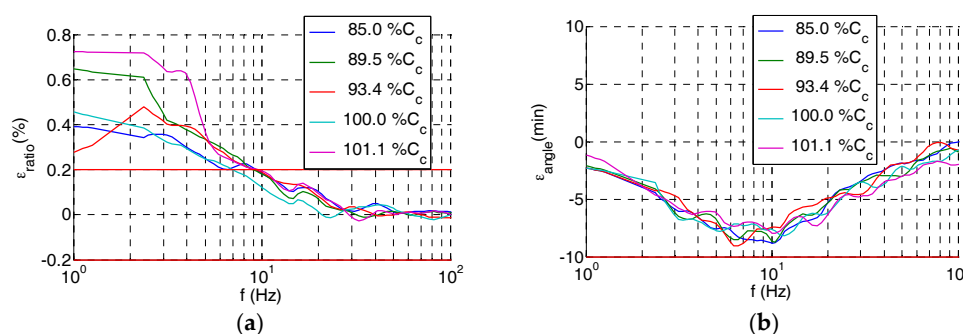 0.8
0.6
0.4
0.2
0
-0.2
ε_ratio(%)
85.0 %C_c
89.5 %C_c
93.4 %C_c
100.0 %C_c
101.1 %C_c
10^0
10^1
10^2
f (Hz)
(a)
10
5
0
-5
-10
ε_angle(min)
85.0 %C_c
89.5 %C_c
93.4 %C_c
100.0 %C_c
101.1 %C_c
10^0
10^1
10
f (Hz)
(b)